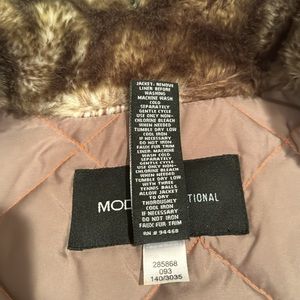 JACKET: REMOVE
LINER BEFORE
WASHING
MACHINE WASH
COLD
SEPARATELY
GENTLE CYCLE
USE ONLY NON-
CHLORINE BLEACH
WHEN NEEDED
TUMBLE DRY LOW
COOL IRON
IF NECESSARY
DO NOT IRON
FAUX FUR TRIM
LINER:
MACHINE WASH
COLD
SEPARATELY
GENTLE CYCLE
USE ONLY NON-
CHLORINE BLEACH
WHEN NEEDED
TUMBLE DRY LOW
WITH THREE
TENNIS BALLS
ALLOW JACKET
TO DRY
THOROUGHLY
COOL IRON
IF NECESSARY
DO NOT IRON
FAUX FUR TRIM
RN # 94468
MOD TIONAL
285868
093
140/3035